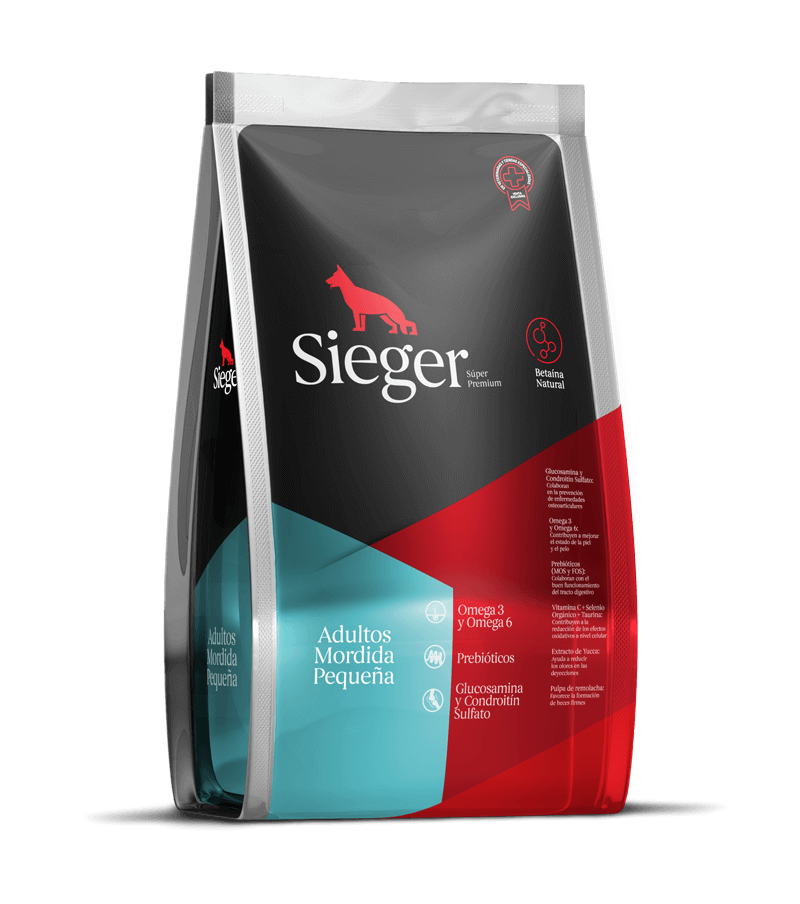 Sieger
Súper
Premium
Betaína
Natural
Glucosamina y
Condroitín Sulfato:
Colaboran
en la prevención
de enfermedades
osteoarticulares
Omega 3
y Omega 6:
Contribuyen a mejorar
el estado de la piel
y el pelo
Prebióticos
(MOS y FOS):
Colaboran con el
buen funcionamiento
del tracto digestivo
Vitamina C + Selenio
Orgánico + Taurina:
Contribuyen a la
reducción de los efectos
oxidativos a nivel celular
Extracto de Yucca:
Ayuda a reducir
los olores en las
deyecciones
Pulpa de remolacha:
Favorece la formación
de heces firmes
Omega 3
y Omega 6
Prebióticos
Glucosamina
y Condroitín
Sulfato
Adultos
Mordida
Pequeña
Sieger
Adultos
Mordida
Pequeña